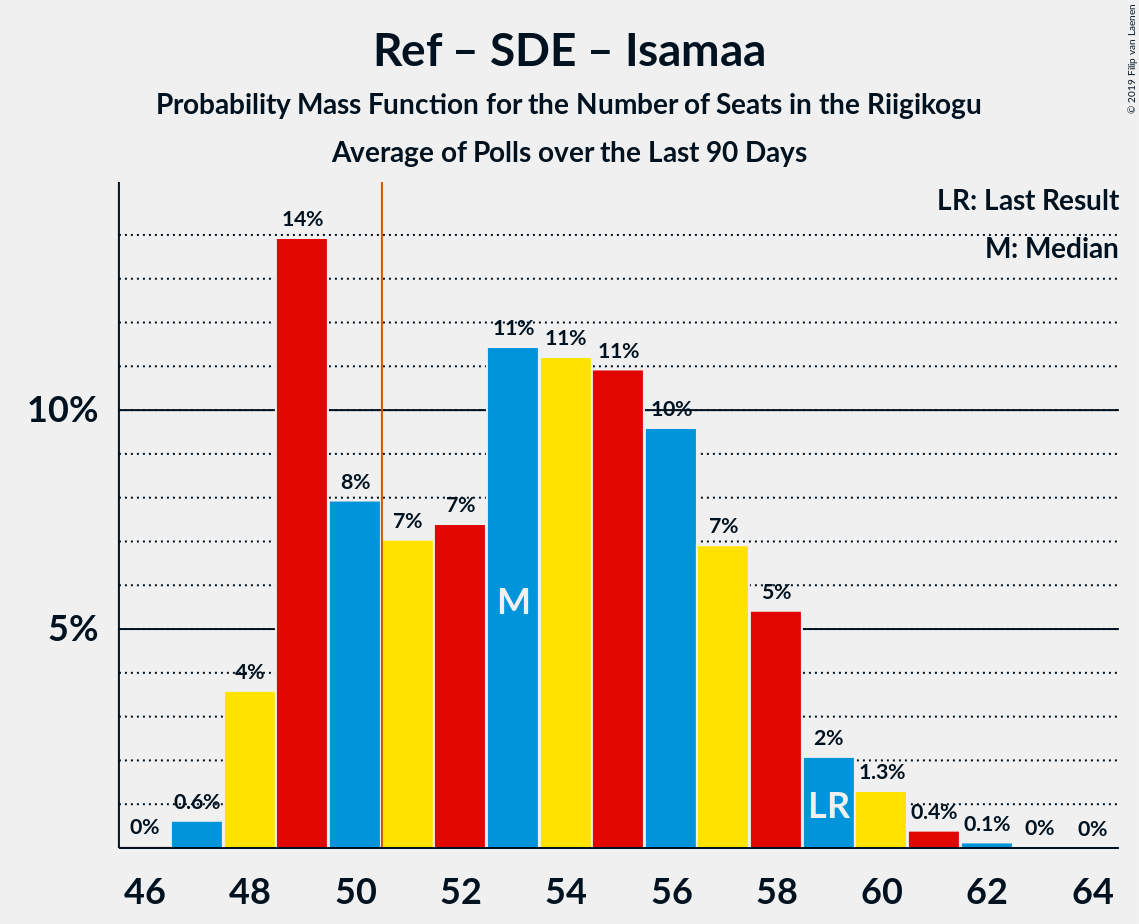 Ref – SDE – Isamaa
Probability Mass Function for the Number of Seats in the Riigikogu
Average of Polls over the Last 90 Days
© 2019 Filip van Laenen
LR: Last Result
M: Median
10%
5%
0%
0.6%
4%
14%
8%
7%
7%
11%
11%
11%
10%
7%
5%
2%
1.3%
0.4%
0.1%
0%
0%
M
LR
46 48 50 52 54 56 58 60 62 64